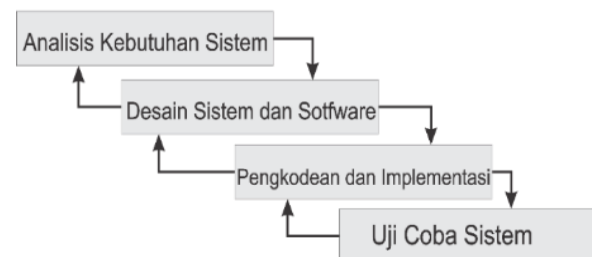 Analisis Kebutuhan Sistem
Desain Sistem dan Sotfware
Pengkodean dan Implementasi
Uji Coba Sistem